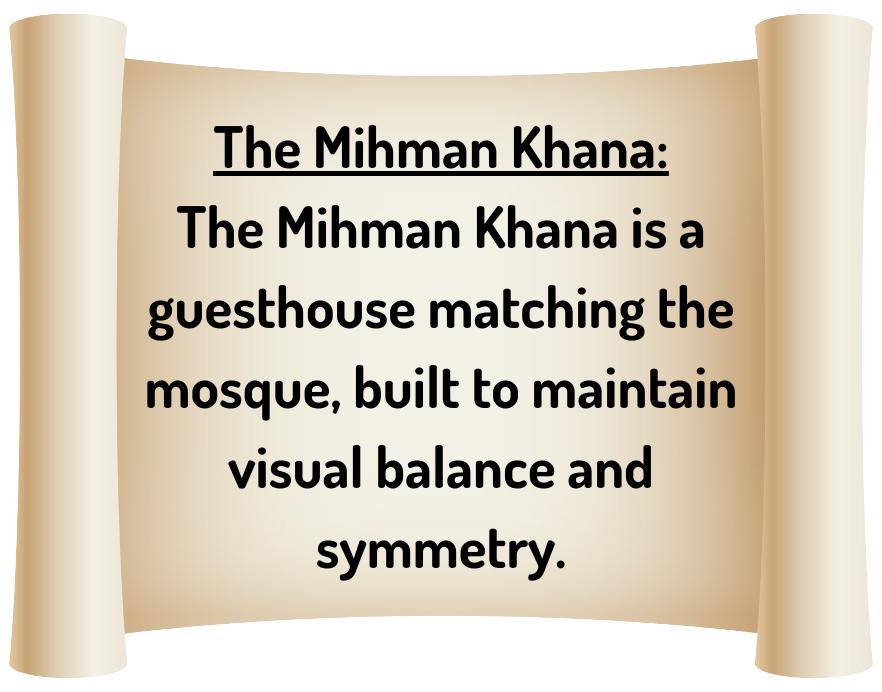 The Mihman Khana:
The Mihman Khana is a
guesthouse matching the
mosque, built to maintain
visual balance and
symmetry.